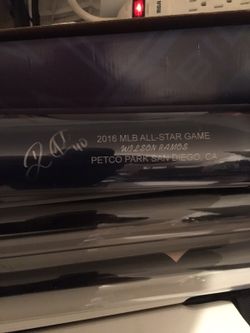 2016 MLB ALL-STAR GAME
WILSON RAMOS
PETCO PARK SAN DIEGO, CA